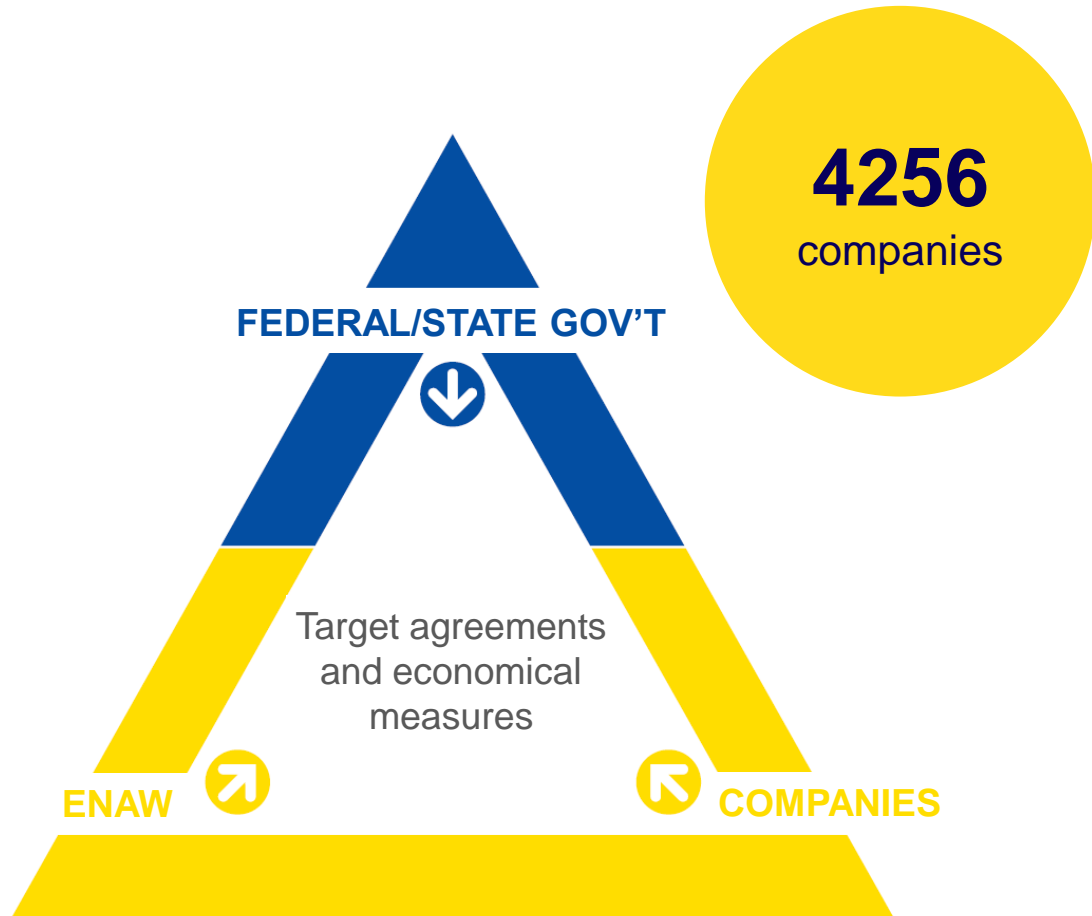 4256
companies
FEDERAL/STATE GOV’T
Target agreements
and economical
measures
ENAW
COMPANIES